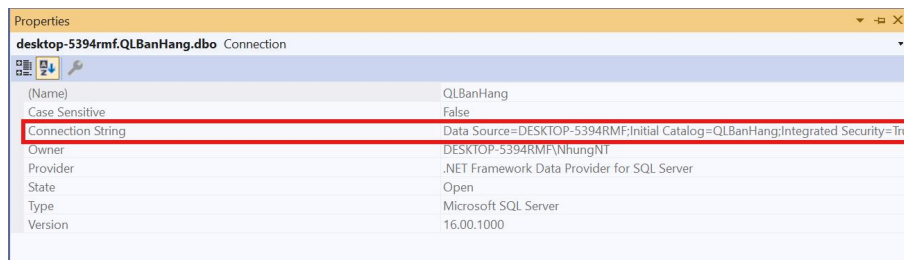 Properties
desktop-5394rmf.QLBanHang.dbo Connection
(Name) QLBanHang
Case Sensitive False
Connection String Data Source=DESKTOP-5394RMF;Initial Catalog=QLBanHang;Integrated Security=Tru
Owner DESKTOP-5394RMF\NhungNT
Provider .NET Framework Data Provider for SQL Server
State Open
Type Microsoft SQL Server
Version 16.00.1000